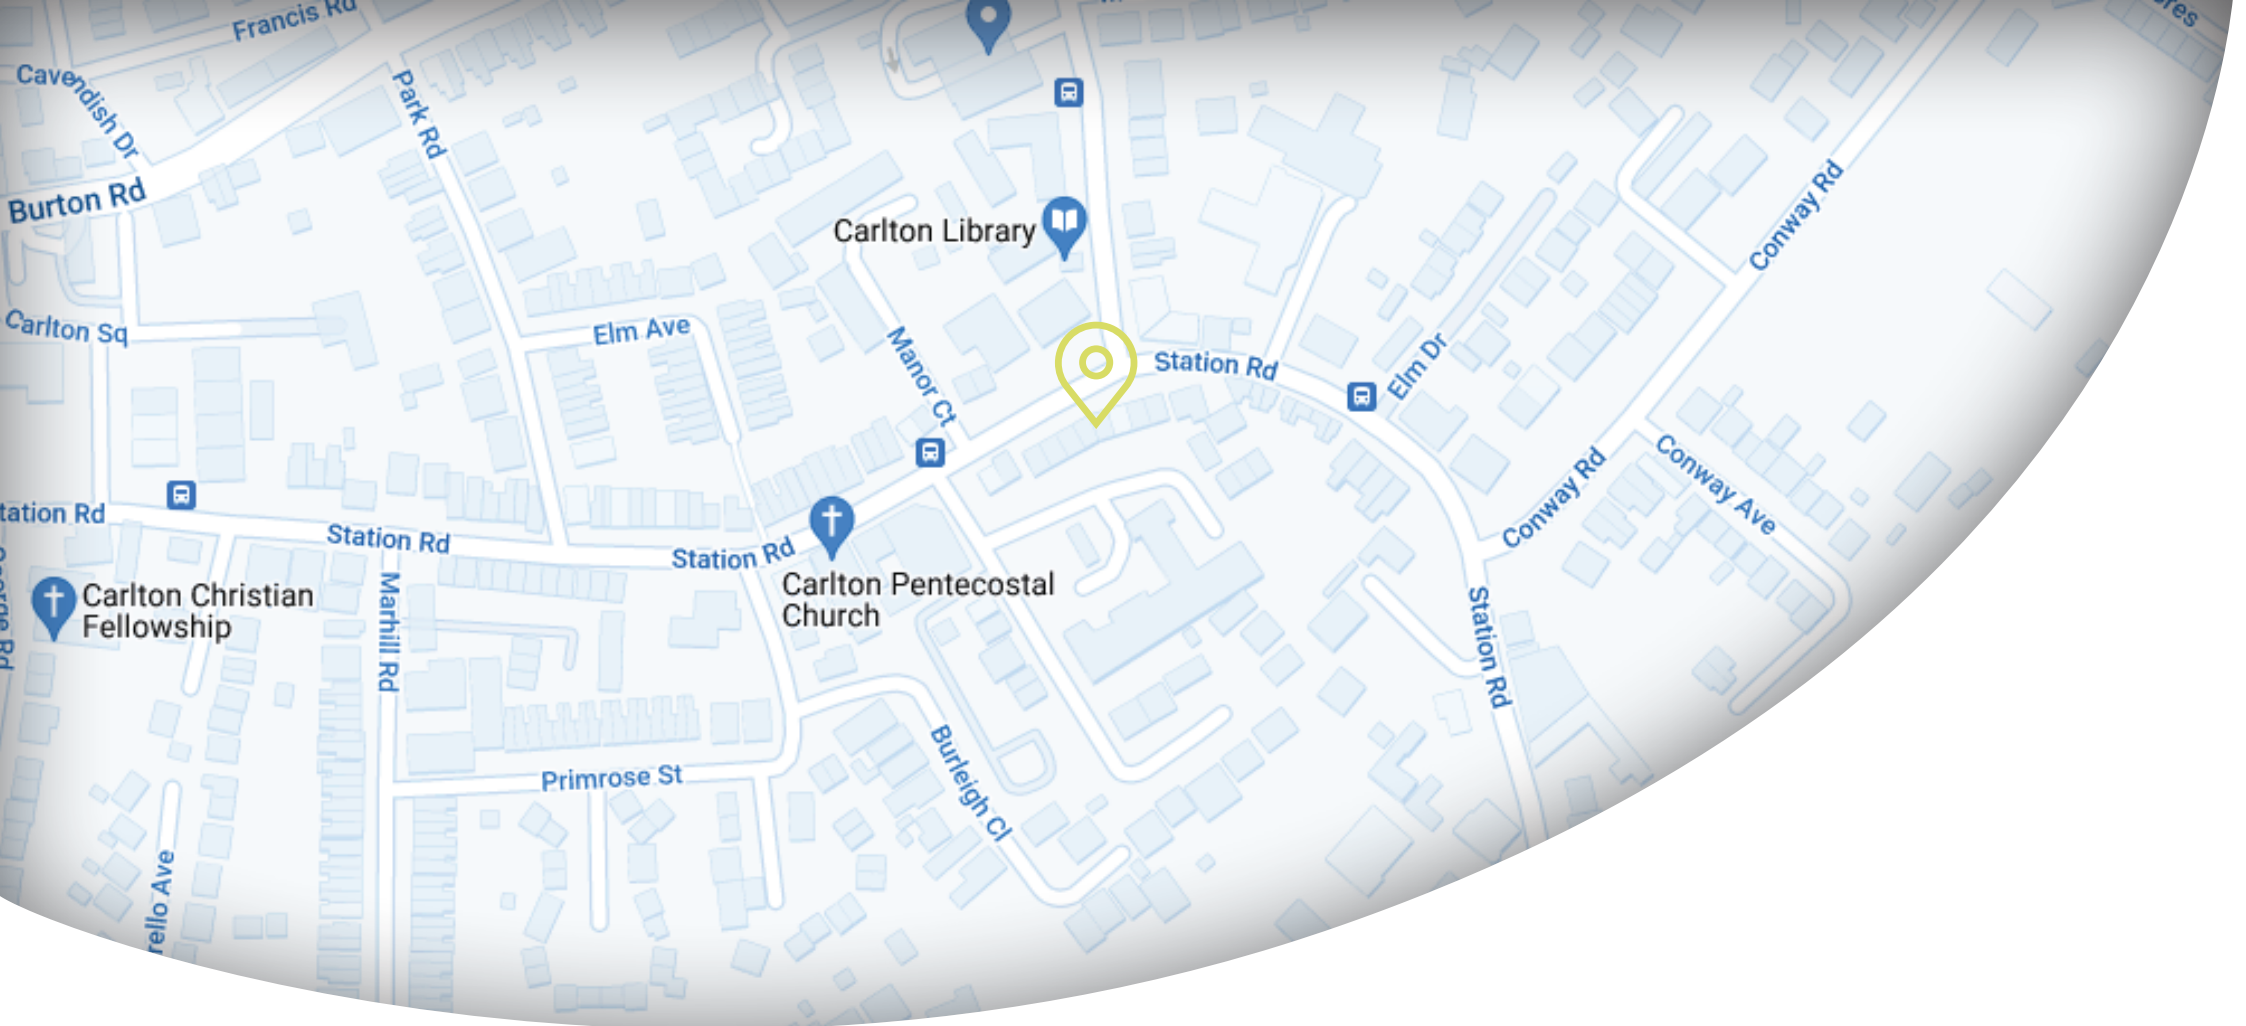 Francis Rd
Cavendish Dr
Park Rd
Burton Rd
Conway Rd
Carlton Library
Carlton Sq
Elm Ave
Manor Ct
Station Rd
Elm Dr
Conway Rd
Conway Ave
Station Rd
Station Rd
Carlton Pentecostal
Church
Carlton Christian
Fellowship
Marhill Rd
Station Rd
Primrose St
Burleigh Cl